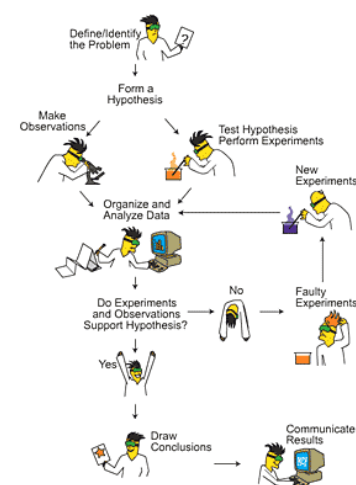 Define/Identify
the Problem
?
Form a
Hypothesis
Make
Observations
Test Hypothesis
Perform Experiments
New
Experiments
Organize and
Analyze Data
Do Experiments
and Observations
Support Hypothesis?
No
Faulty
Experiments
Yes
Draw
Conclusions
Communicate
Results